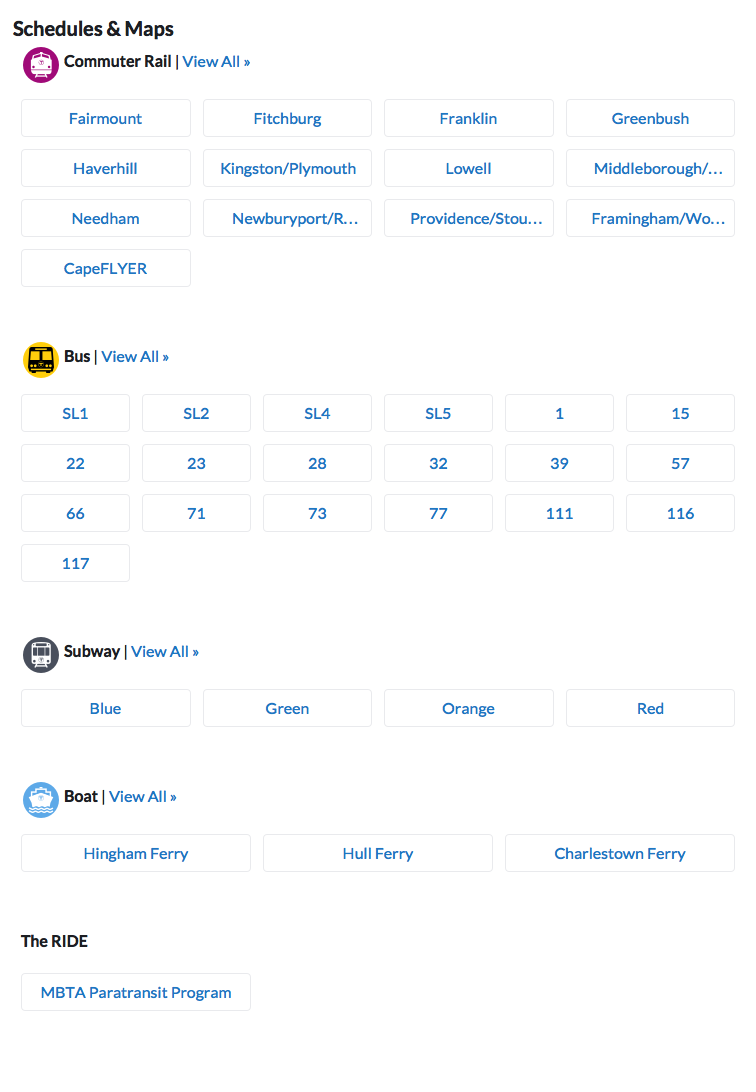 Schedules & Maps
Commuter Rail | View All »
Fairmount Fitchburg Franklin Greenbush
Haverhill Kingston/Plymouth Lowell Middleborough/...
Needham Newburyport/R... Providence/Stou... Framingham/Wo...
CapeFLYER
Bus | View All »
SL1 SL2 SL4 SL5 1 15
22 23 28 32 39 57
66 71 73 77 111 116
117
Subway | View All »
Blue Green Orange Red
Boat | View All »
Hingham Ferry Hull Ferry Charlestown Ferry
The RIDE
MBTA Paratransit Program